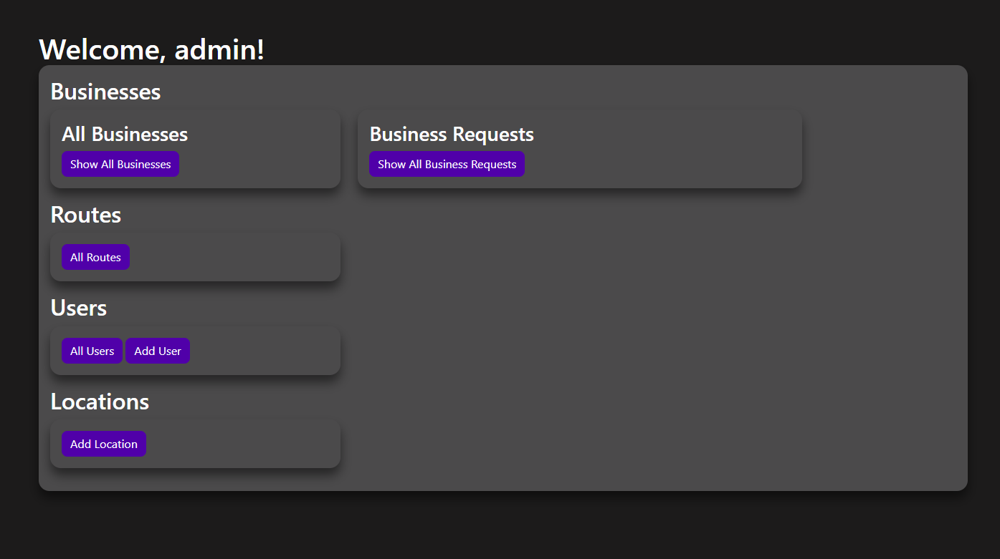 Welcome, admin!
Businesses
All Businesses
Show All Businesses
Business Requests
Show All Business Requests
Routes
All Routes
Users
All Users Add User
Locations
Add Location